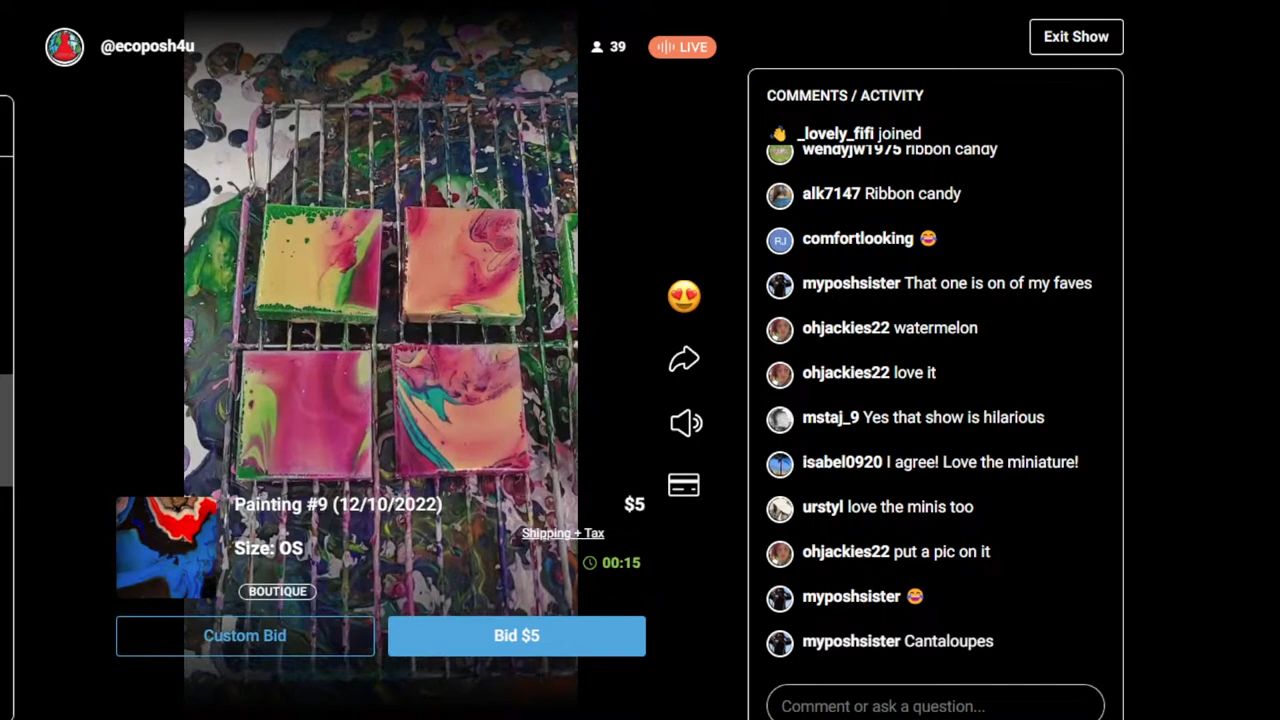 @ecoposh4u
39
LIVE
Exit Show
COMMENTS / ACTIVITY
_lovely_fifi joined
wendyjw1975 ribbon candy
alk7147 Ribbon candy
RJ
comfortlooking 😂
myposhsister That one is on of my faves
ohjackies22 watermelon
ohjackies22 love it
mstaj_9 Yes that show is hilarious
isabel0920 I agree! Love the miniature!
urstyl love the minis too
ohjackies22 put a pic on it
myposhsister 😂
myposhsister Cantaloupes
Comment or ask a question...
Painting #9 (12/10/2022)
$5
Shipping + Tax
Size: OS
00:15
BOUTIQUE
Custom Bid
Bid $5